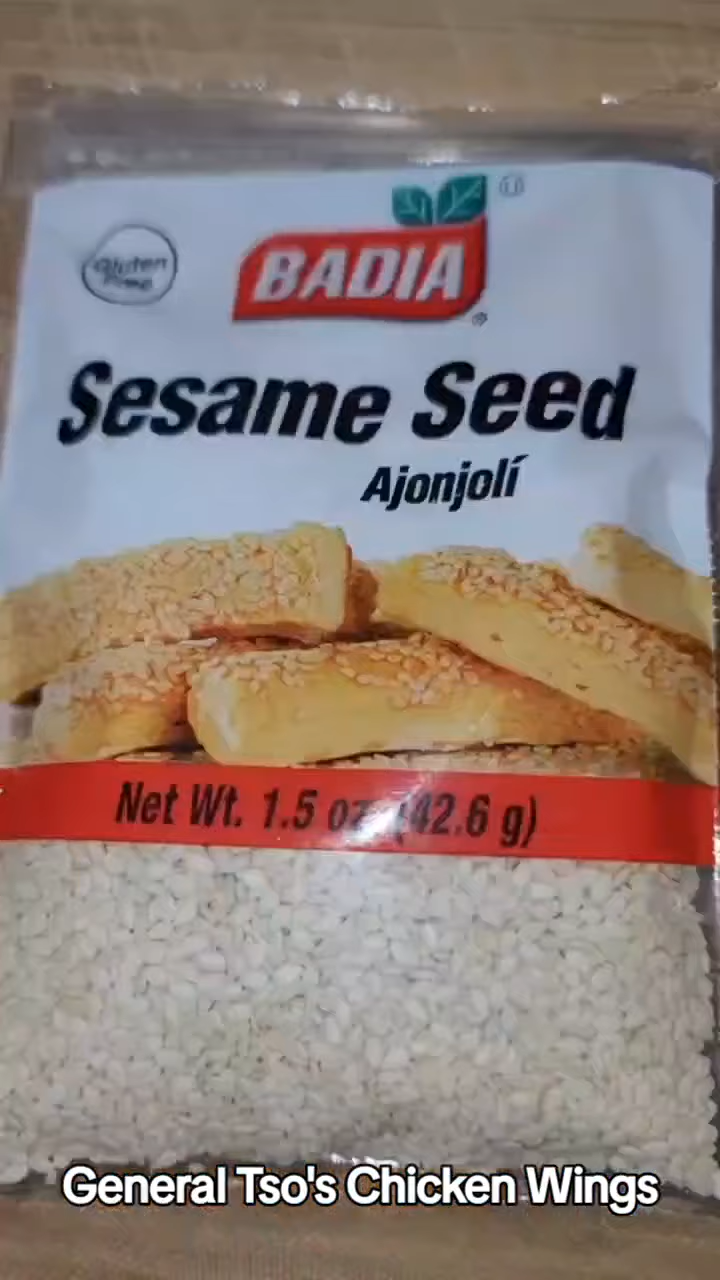 Gluten
Free
BADIA
®
Sesame Seed
Ajonjolí
Net Wt. 1.5 oz (42.6 g)
General Tso's Chicken Wings